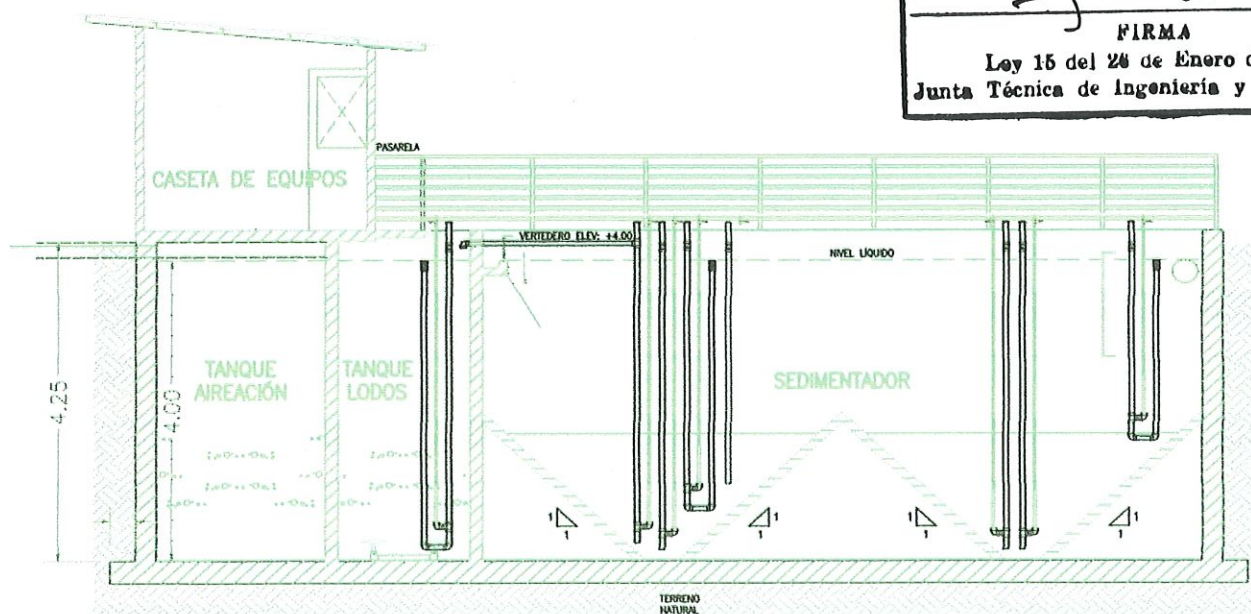 FIRMA
Ley 15 del 26 de Enero
Junta Técnica de Ingeniería y
PASARELA
CASETA DE EQUIPOS
VERTEDERO ELEV: +4.00
NIVEL LÍQUIDO
TANQUE
AIREACIÓN
TANQUE
LODOS
SEDIMENTADOR
4.25
4.00
1
1
1
1
1
1
1
1
TERRENO
NATURAL